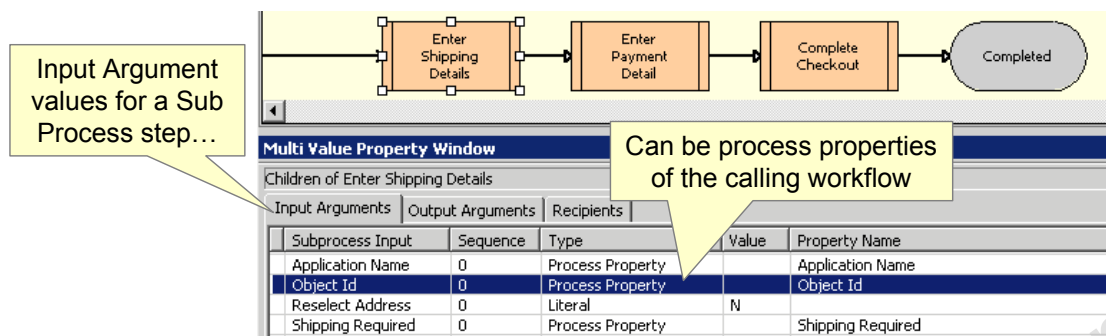 Enter
Shipping
Details
Enter
Payment
Detail
Complete
Checkout
Completed
Input Argument
values for a Sub
Process step…
Multi Value Property Window
Can be process properties
of the calling workflow
Children of Enter Shipping Details
Input Arguments Output Arguments Recipients
Subprocess Input Sequence Type Value Property Name
Application Name 0 Process Property Application Name
Object Id 0 Process Property Object Id
Reselect Address 0 Literal N
Shipping Required 0 Process Property Shipping Required